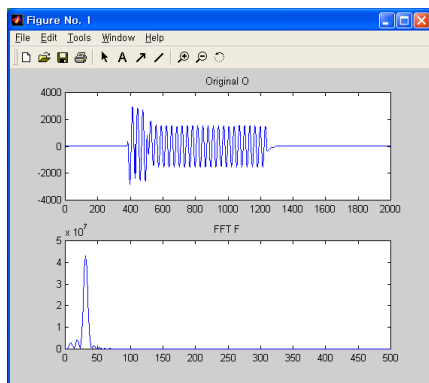 Figure No. 1
File Edit Tools Window Help
A
Original O
4000
2000
0
-2000
-4000
0 200 400 600 800 1000 1200 1400 1600 1800 2000
x 10^7
FFT F
5
4
3
2
1
0
0 50 100 150 200 250 300 350 400 450 500